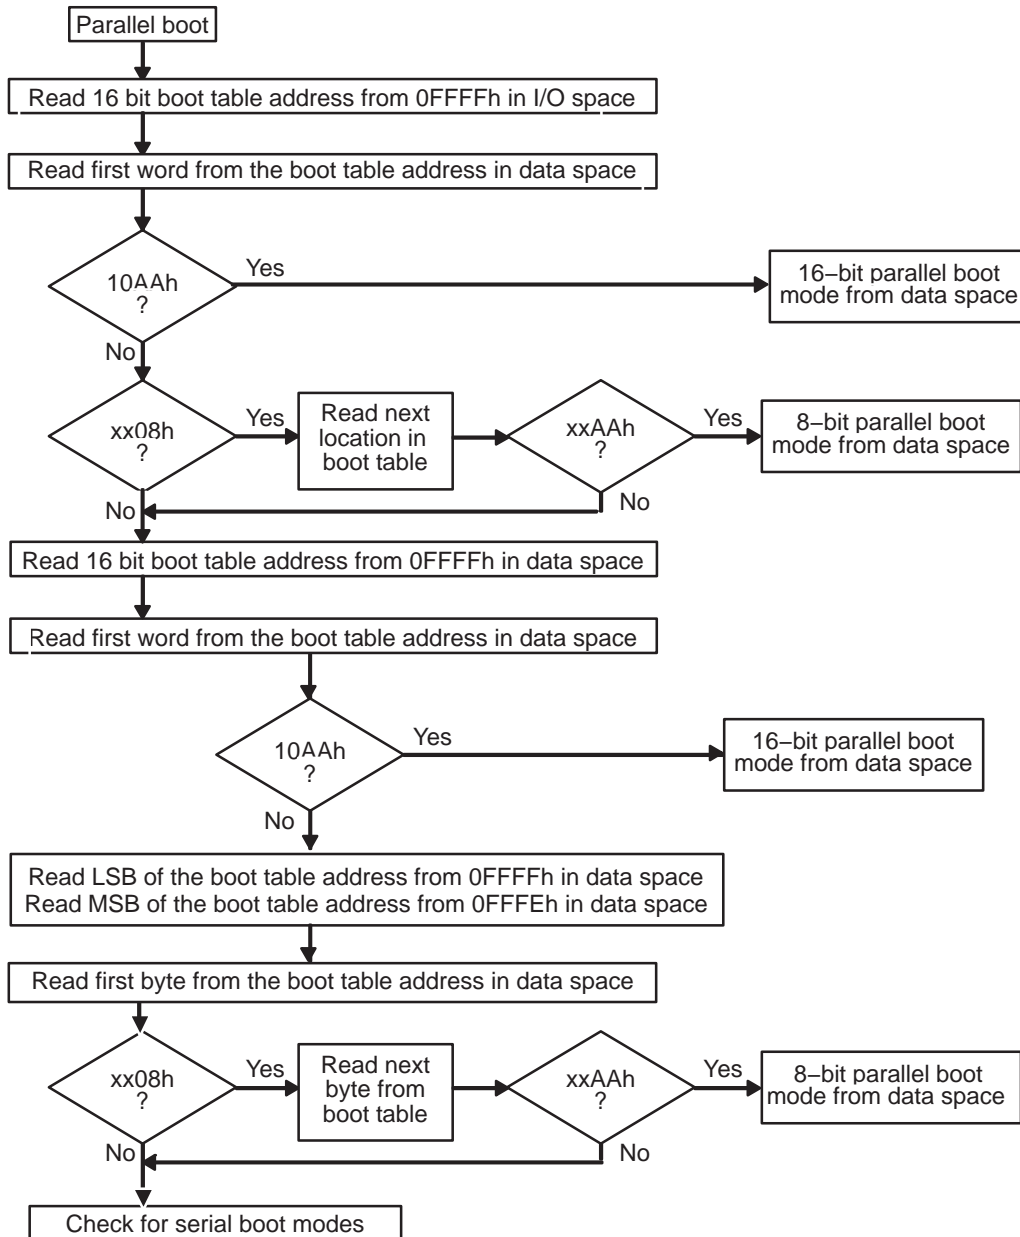 Parallel boot
Read 16 bit boot table address from 0FFFFh in I/O space
Read first word from the boot table address in data space
10AAh
?
Yes
16–bit parallel boot
mode from data space
No
xx08h
?
Yes
Read next
location in
boot table
xxAAh
?
Yes
8–bit parallel boot
mode from data space
No
No
Read 16 bit boot table address from 0FFFFh in data space
Read first word from the boot table address in data space
10AAh
?
Yes
16–bit parallel boot
mode from data space
No
Read LSB of the boot table address from 0FFFFh in data space
Read MSB of the boot table address from 0FFFEh in data space
Read first byte from the boot table address in data space
xx08h
?
Yes
Read next
byte from
boot table
xxAAh
?
Yes
8–bit parallel boot
mode from data space
No
No
Check for serial boot modes